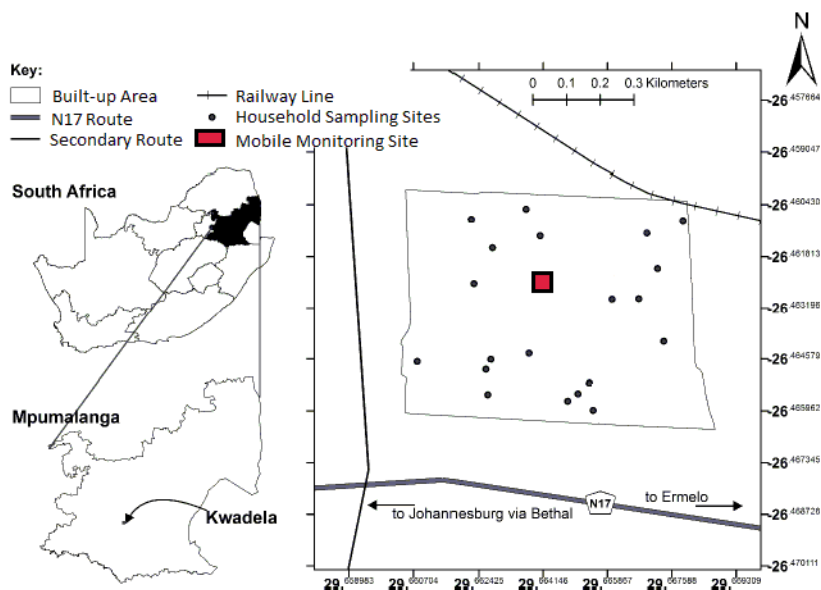 N
Key:
Built-up Area
N17 Route
Secondary Route
Railway Line
Household Sampling Sites
Mobile Monitoring Site
0 0.1 0.2 0.3 Kilometers
South Africa
Mpumalanga
Kwadela
-26.457664
-26.459047
-26.460430
-26.461813
-26.463196
-26.464579
-26.465962
-26.467345
-26.468728
-26.470111
to Johannesburg via Bethal
N17
to Ermelo
29.658983 29.660704 29.662425 29.664146 29.665867 29.667588 29.669309